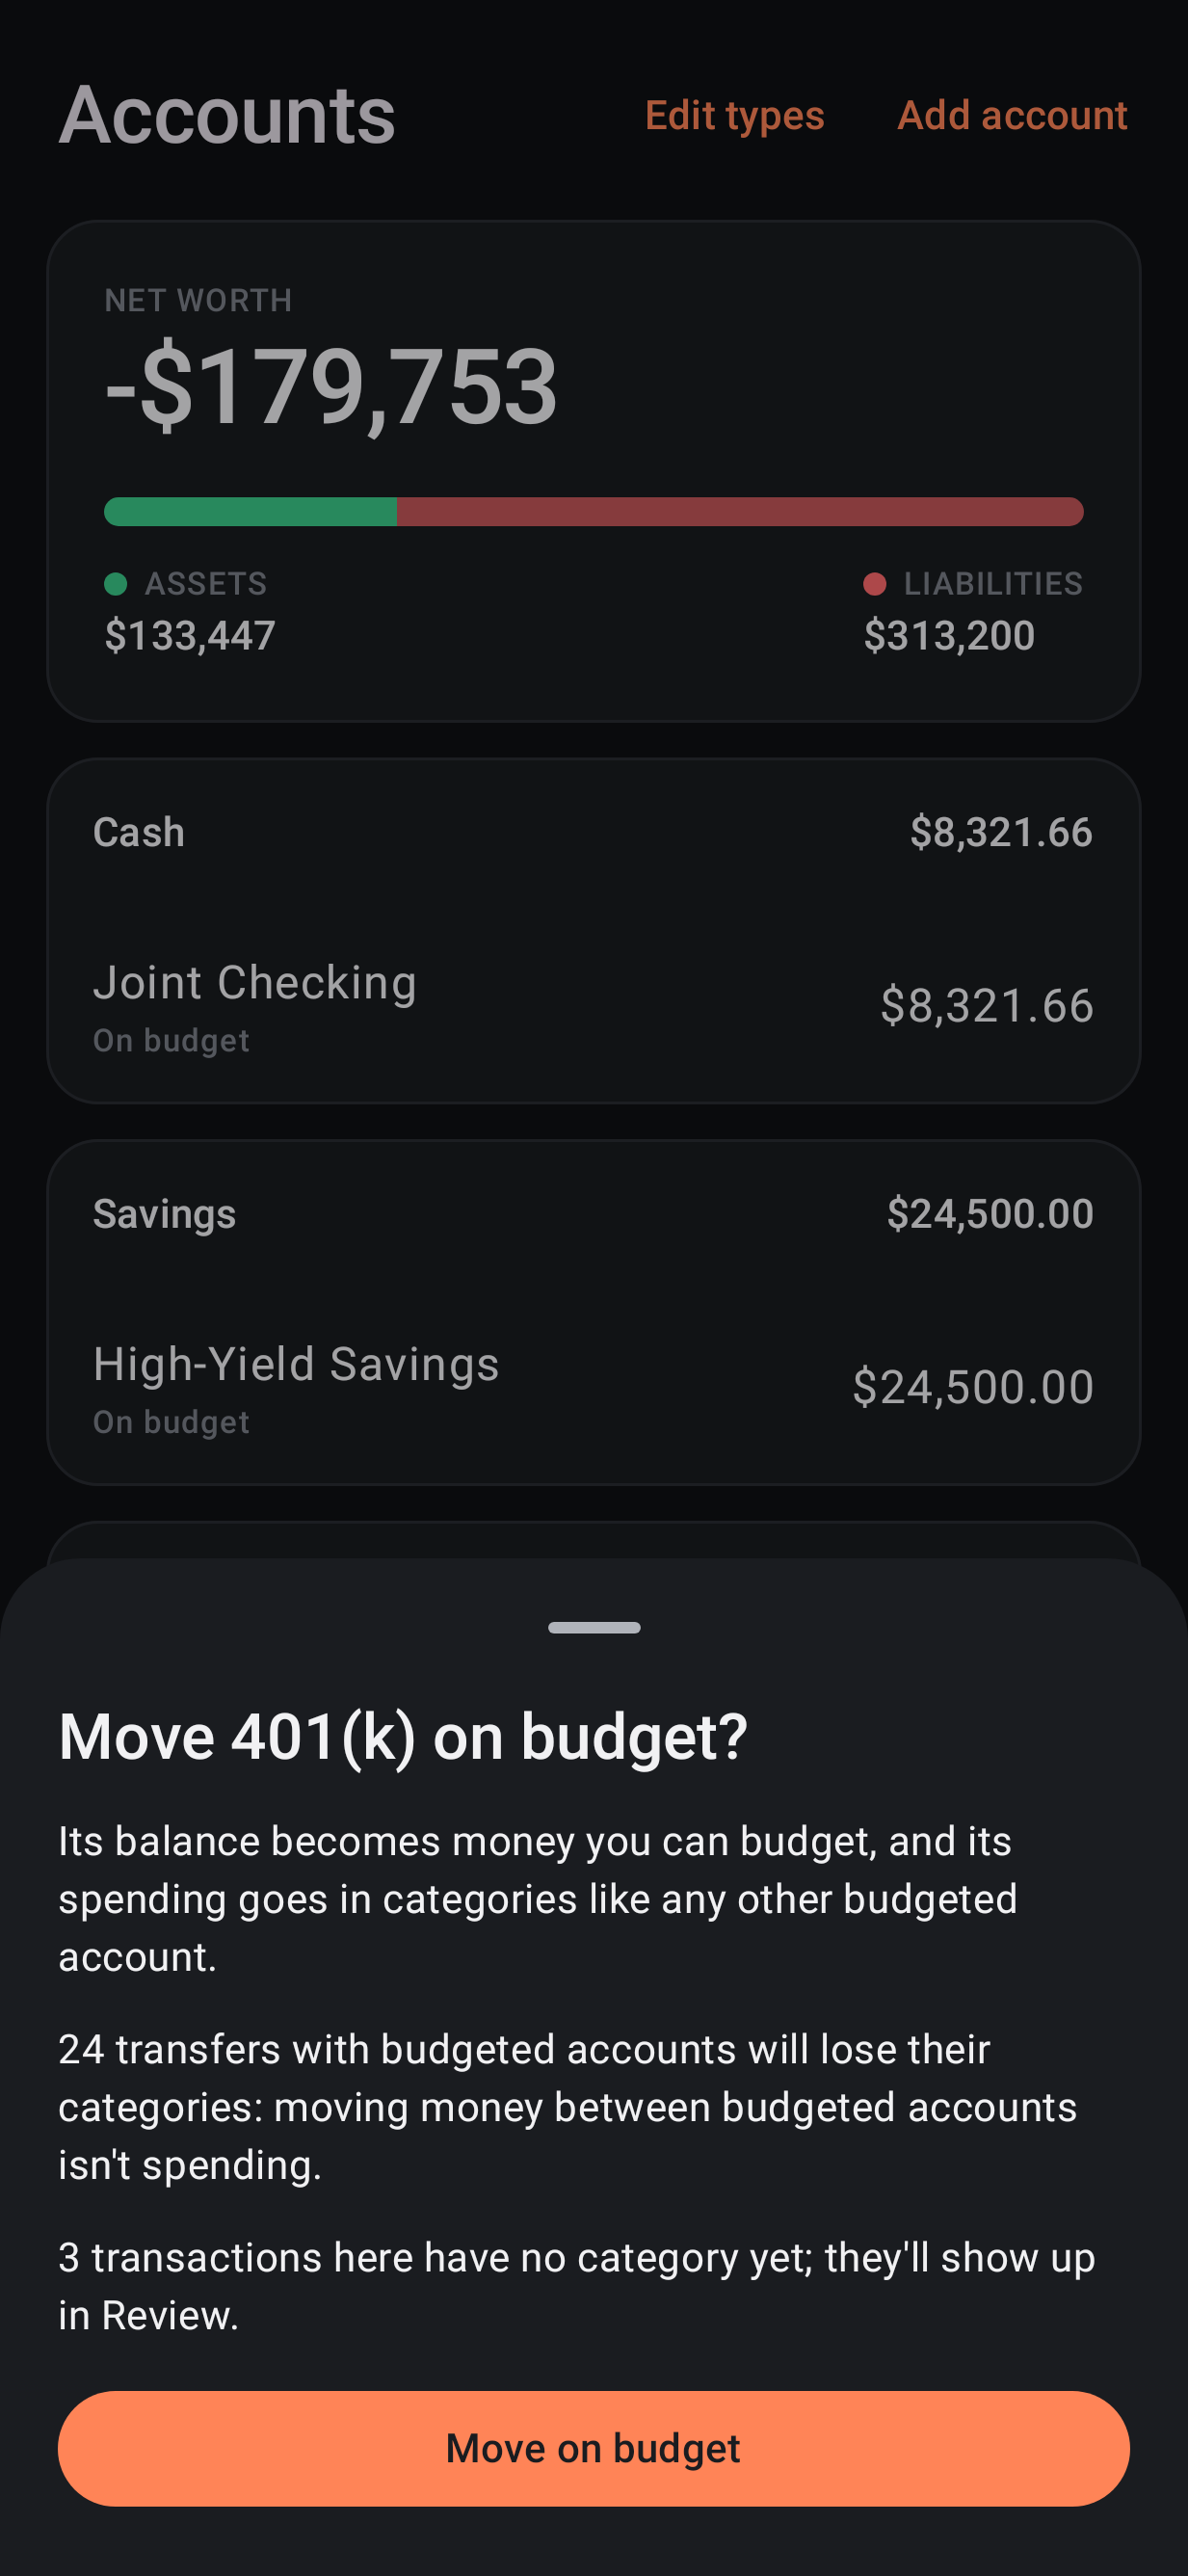 Accounts
Edit types
Add account
NET WORTH
-$179,753
ASSETS
LIABILITIES
$133,447
$313,200
Cash
$8,321.66
Joint Checking
$8,321.66
On budget
Savings
$24,500.00
High-Yield Savings
$24,500.00
On budget
Move 401(k) on budget?
Its balance becomes money you can budget, and its
spending goes in categories like any other budgeted
account.
24 transfers with budgeted accounts will lose their
categories: moving money between budgeted accounts
isn't spending.
3 transactions here have no category yet; they'll show up
in Review.
Move on budget